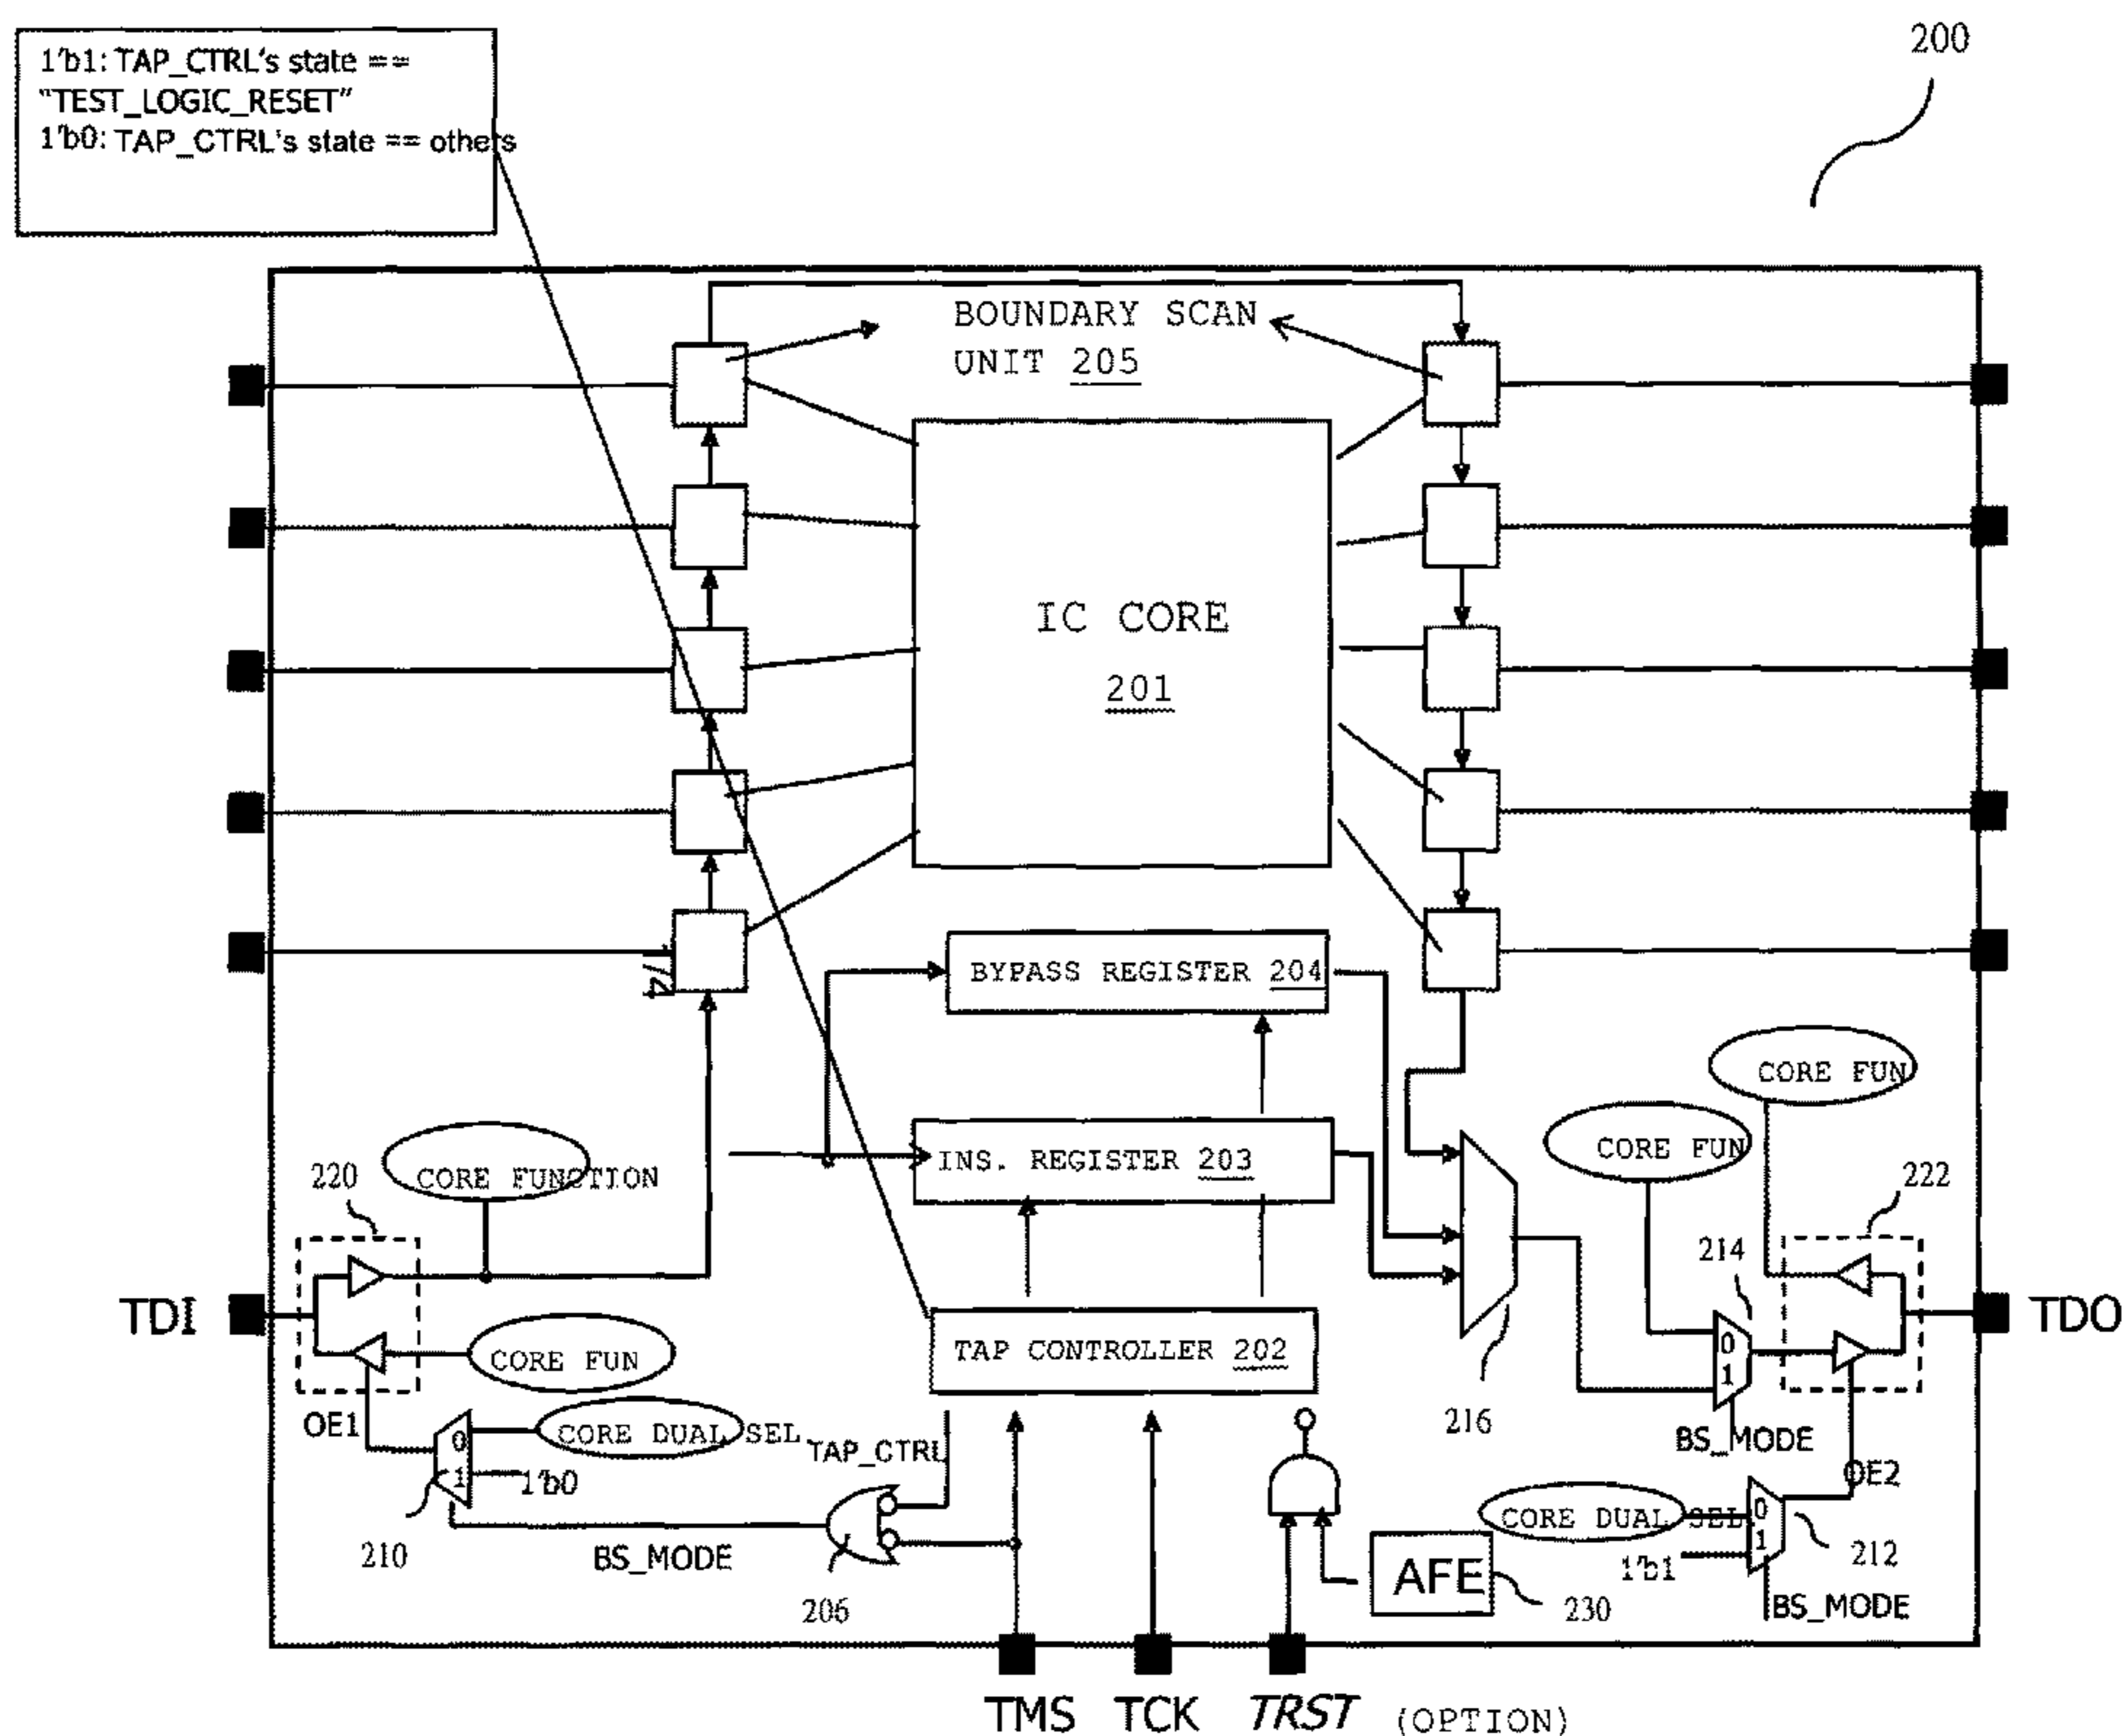 1'b1: TAP_CTRL's state ==
"TEST_LOGIC_RESET"
1'b0: TAP_CTRL's state == others
200
BOUNDARY SCAN
UNIT 205
IC CORE
201
BYPASS REGISTER 204
INS. REGISTER 203
TAP CONTROLLER 202
CORE FUNCTION
220
TDI
CORE FUN
OE1
CORE DUAL SEL
0
1
1'b0
210
BS_MODE
TAP_CTRL
206
216
CORE FUN
CORE FUN
222
214
0
1
TDO
BS_MODE
OE2
CORE DUAL SEL
0
1
1'b1
212
BS_MODE
AFE
230
TMS
TCK
TRST (OPTION)